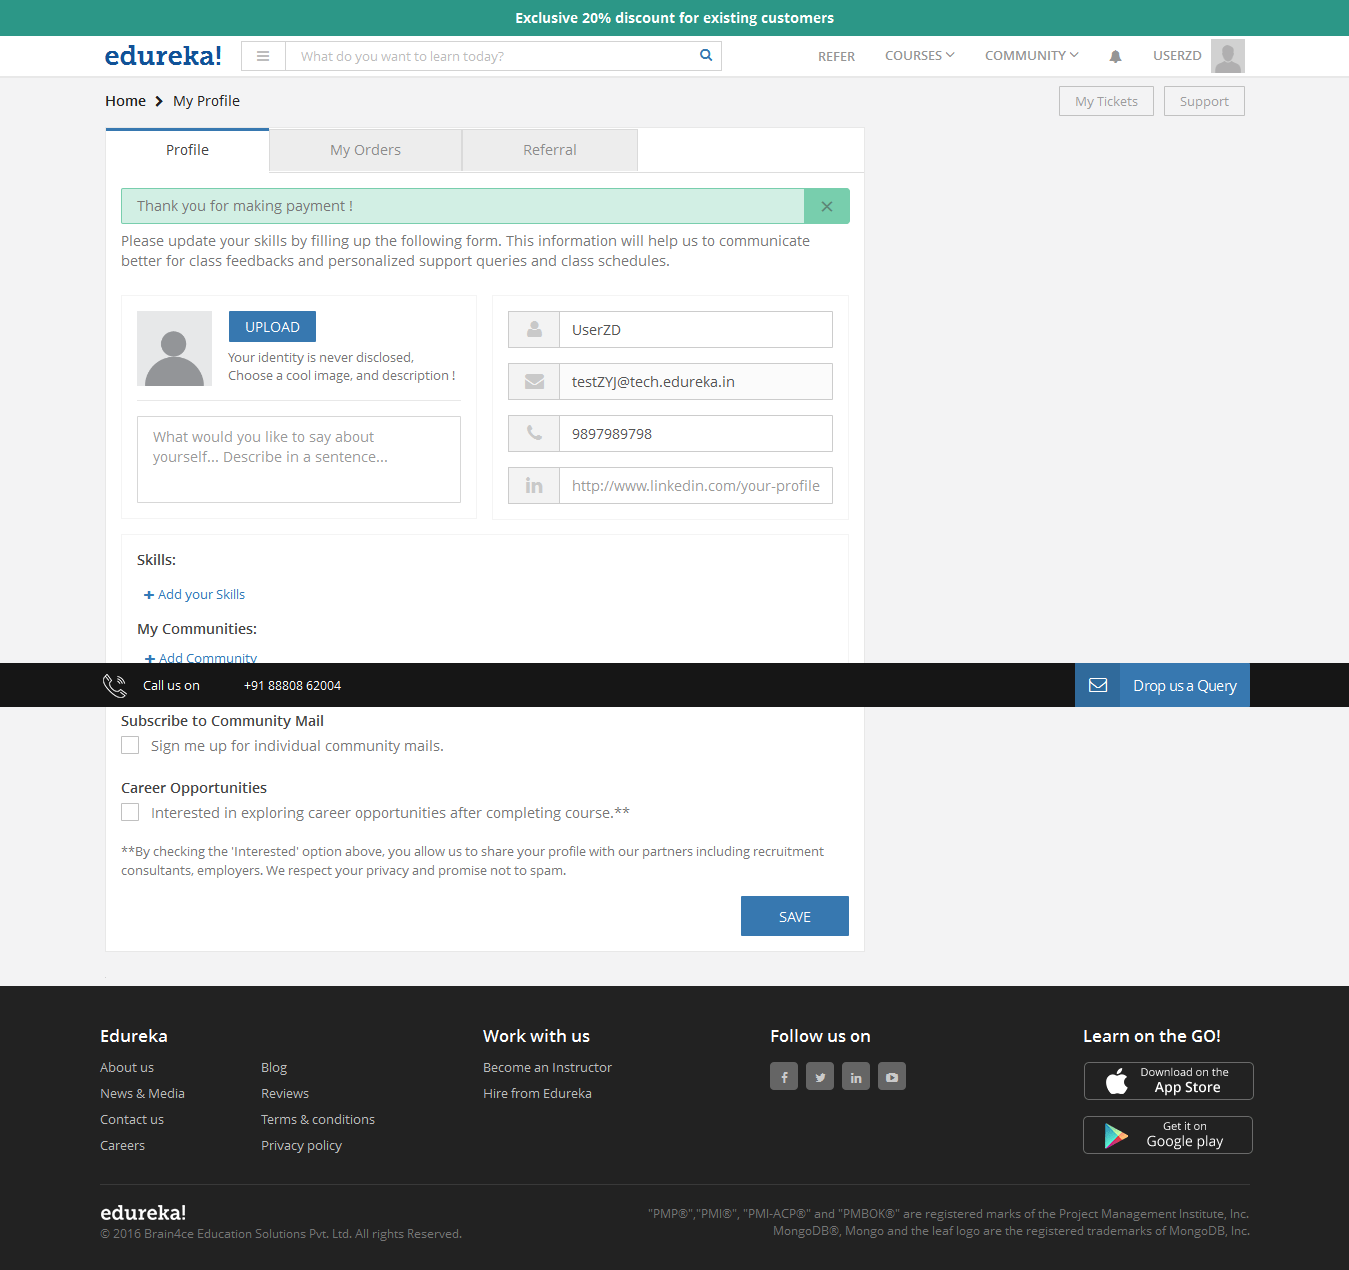 Exclusive 20% discount for existing customers
edureka!
What do you want to learn today?
REFER
COURSES
COMMUNITY
USERZD
Home
My Profile
My Tickets
Support
Profile
My Orders
Referral
Thank you for making payment !
Please update your skills by filling up the following form. This information will help us to communicate
better for class feedbacks and personalized support queries and class schedules.
UPLOAD
Your identity is never disclosed,
Choose a cool image, and description !
What would you like to say about
yourself... Describe in a sentence...
UserZD
testZYJ@tech.edureka.in
9897989798
http://www.linkedin.com/your-profile
Skills:
+ Add your Skills
My Communities:
+ Add Community
Call us on
+91 88808 62004
Drop us a Query
Subscribe to Community Mail
Sign me up for individual community mails.
Career Opportunities
Interested in exploring career opportunities after completing course.**
**By checking the 'Interested' option above, you allow us to share your profile with our partners including recruitment
consultants, employers. We respect your privacy and promise not to spam.
SAVE
Edureka
About us
News & Media
Contact us
Careers
Blog
Reviews
Terms & conditions
Privacy policy
Work with us
Become an Instructor
Hire from Edureka
Follow us on
Learn on the GO!
Download on the
App Store
Get it on
Google play
edureka!
© 2016 Brain4ce Education Solutions Pvt. Ltd. All rights Reserved.
"PMP®","PMI®", "PMI-ACP®" and "PMBOK®" are registered marks of the Project Management Institute, Inc.
MongoDB®, Mongo and the leaf logo are the registered trademarks of MongoDB, Inc.